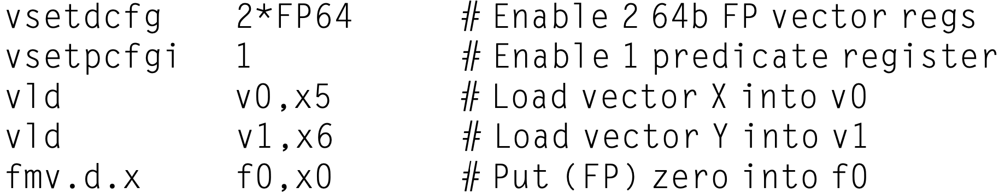 vsetdcfg 2*FP64 # Enable 2 64b FP vector regs
vsetpcfgi 1 # Enable 1 predicate register
vld v0,x5 # Load vector X into v0
vld v1,x6 # Load vector Y into v1
fmv.d.x f0,x0 # Put (FP) zero into f0